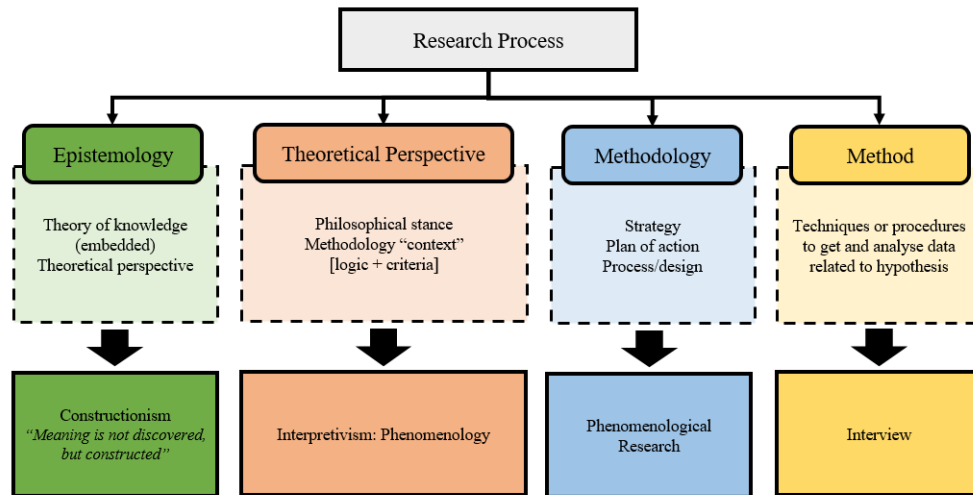 Research Process
Epistemology
Theoretical Perspective
Methodology
Method
Theory of knowledge
(embedded)
Theoretical perspective
Philosophical stance
Methodology “context”
[logic + criteria]
Strategy
Plan of action
Process/design
Techniques or procedures
to get and analyse data
related to hypothesis
Constructionism
“Meaning is not discovered,
but constructed”
Interpretivism: Phenomenology
Phenomenological
Research
Interview